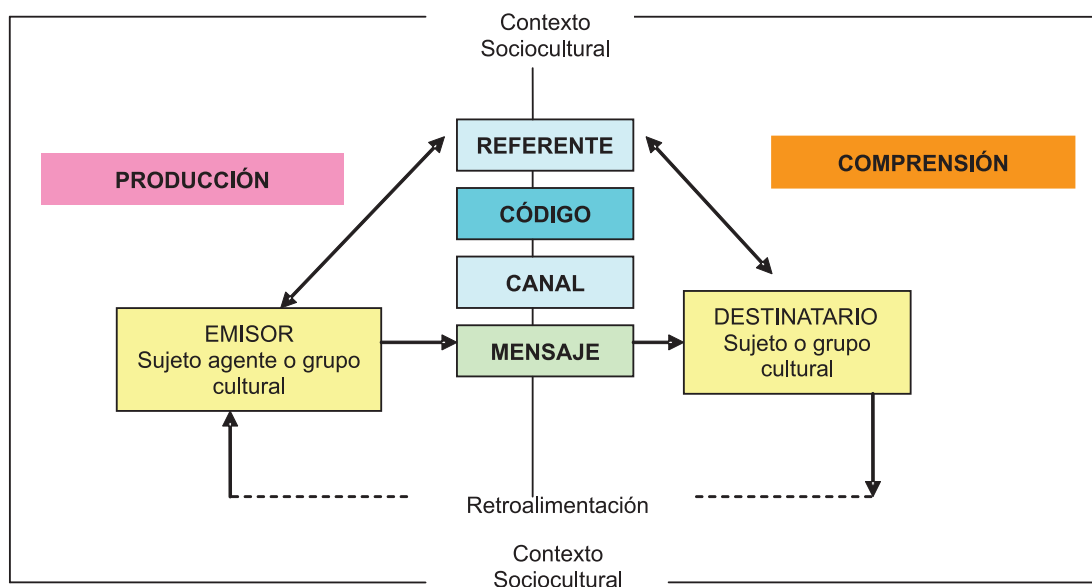 Contexto
Sociocultural
REFERENTE
PRODUCCIÓN
COMPRENSIÓN
CÓDIGO
CANAL
EMISOR
Sujeto agente o grupo
cultural
MENSAJE
DESTINATARIO
Sujeto o grupo
cultural
Retroalimentación
Contexto
Sociocultural